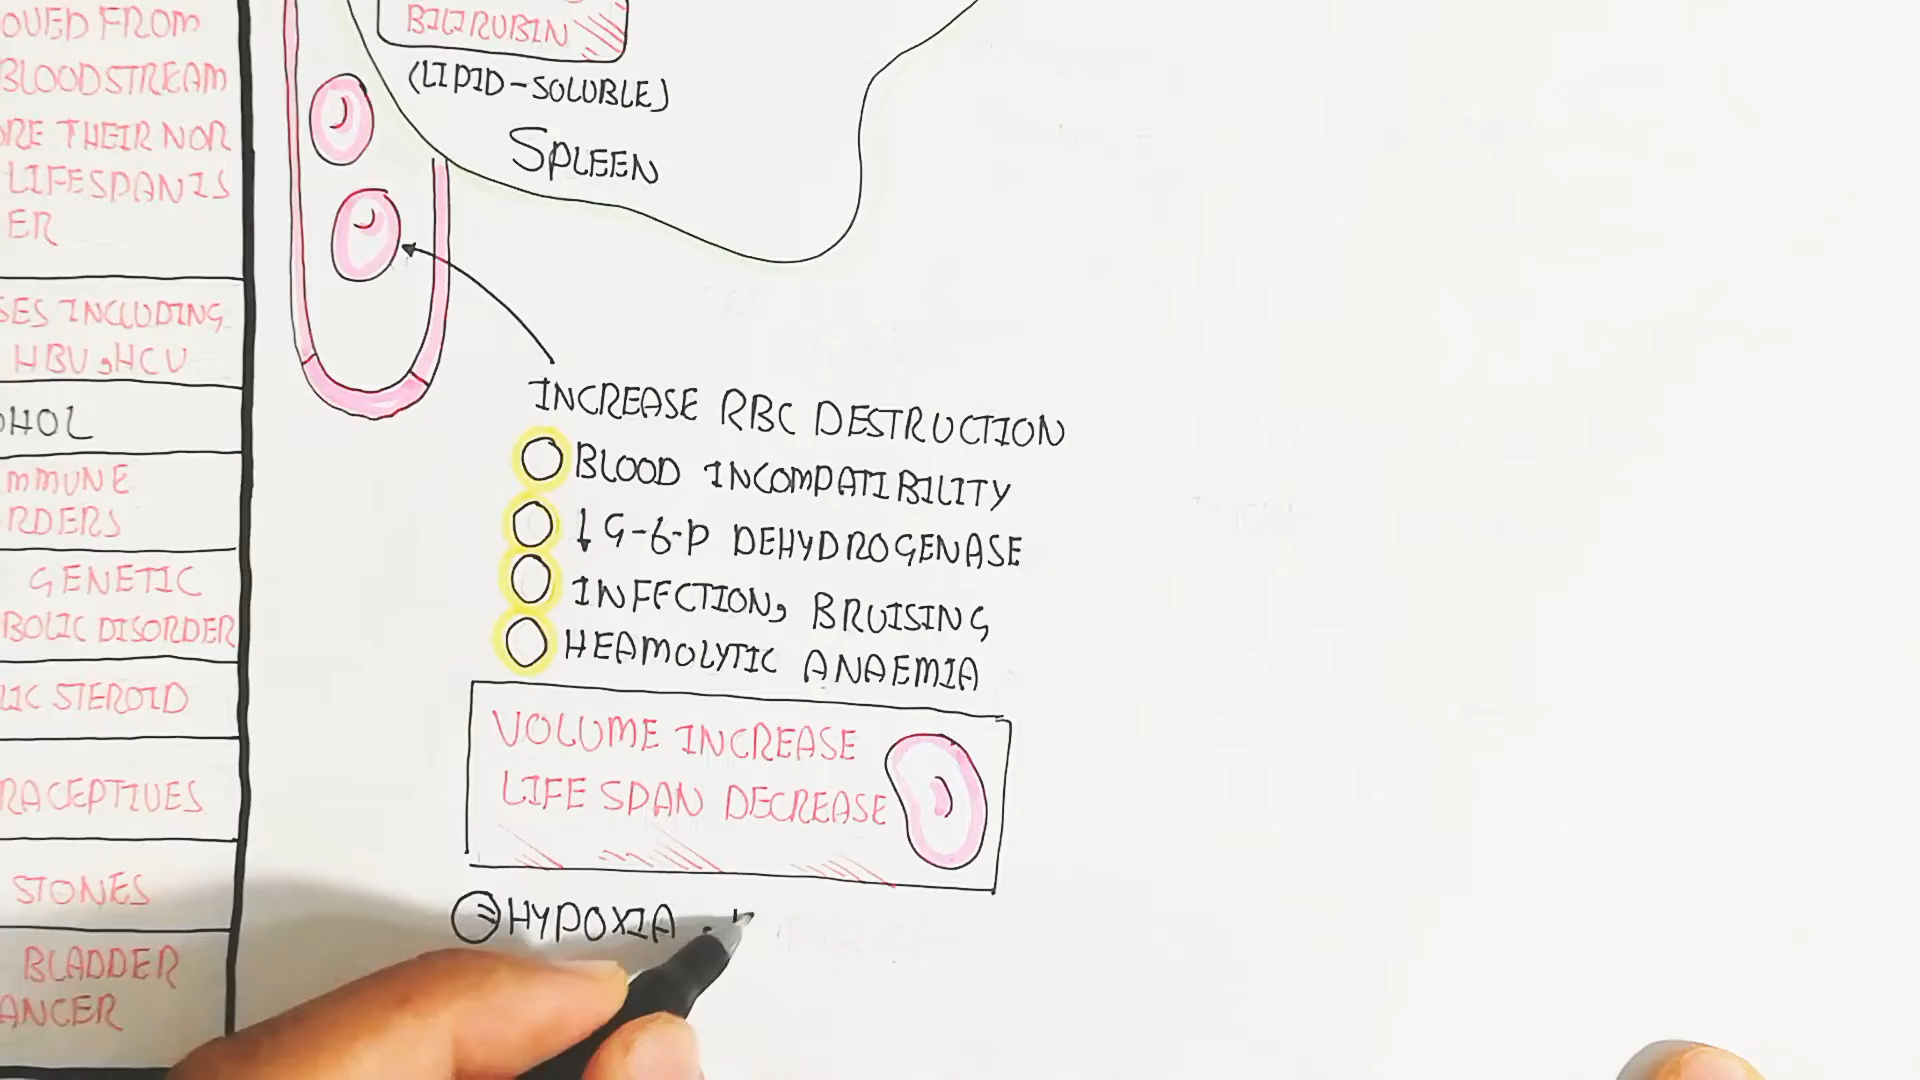 OVED FROM
BLOODSTREAM
ORE THEIR NOR
LIFESPAN IS
ER
SES INCLUDING
HBV, HCV
OHOL
MMUNE
RDERS
GENETIC
BOLIC DISORDER
LIC STEROID
RACEPTIVES
STONES
BLADDER
ANCER
BILIRUBIN
(LIPID-SOLUBLE)
SPLEEN
INCREASE RBC DESTRUCTION
BLOOD INCOMPATIBILITY
↓ G-6-P DEHYDROGENASE
INFECTION, BRUISING
HEAMOLYTIC ANAEMIA
VOLUME INCREASE
LIFE SPAN DECREASE
HYPOXIA